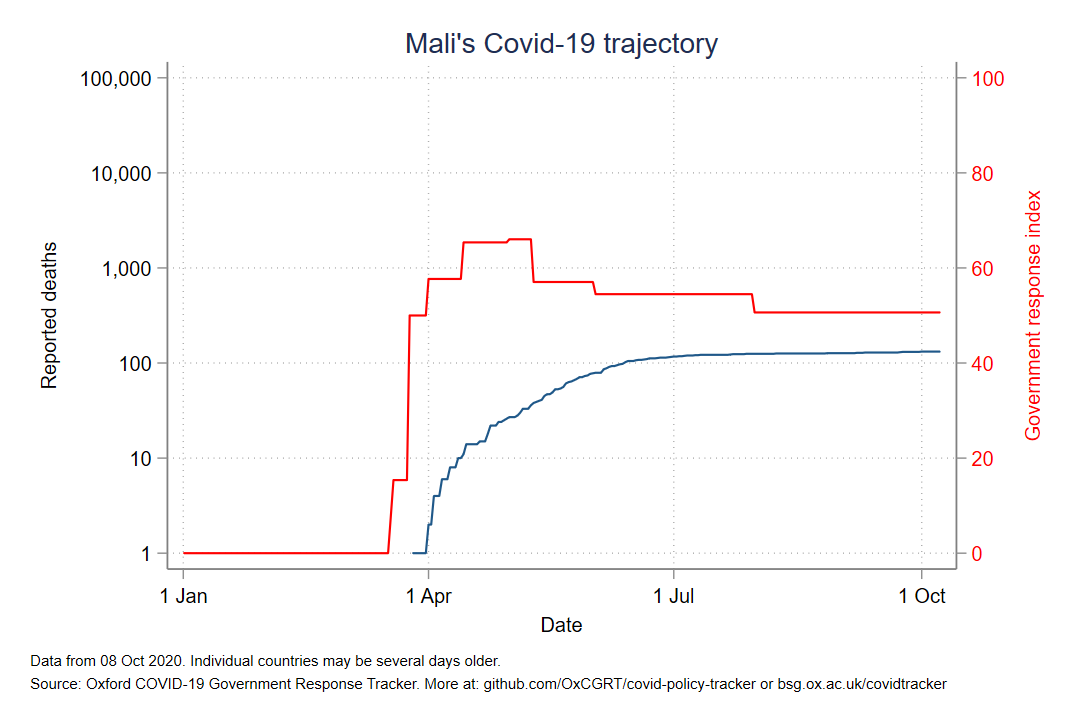 Mali's Covid-19 trajectory
100,000
10,000
1,000
100
10
1
Reported deaths
100
80
60
40
20
0
Government response index
1 Jan
1 Apr
1 Jul
1 Oct
Date
Data from 08 Oct 2020. Individual countries may be several days older.
Source: Oxford COVID-19 Government Response Tracker. More at: github.com/OxCGRT/covid-policy-tracker or bsg.ox.ac.uk/covidtracker